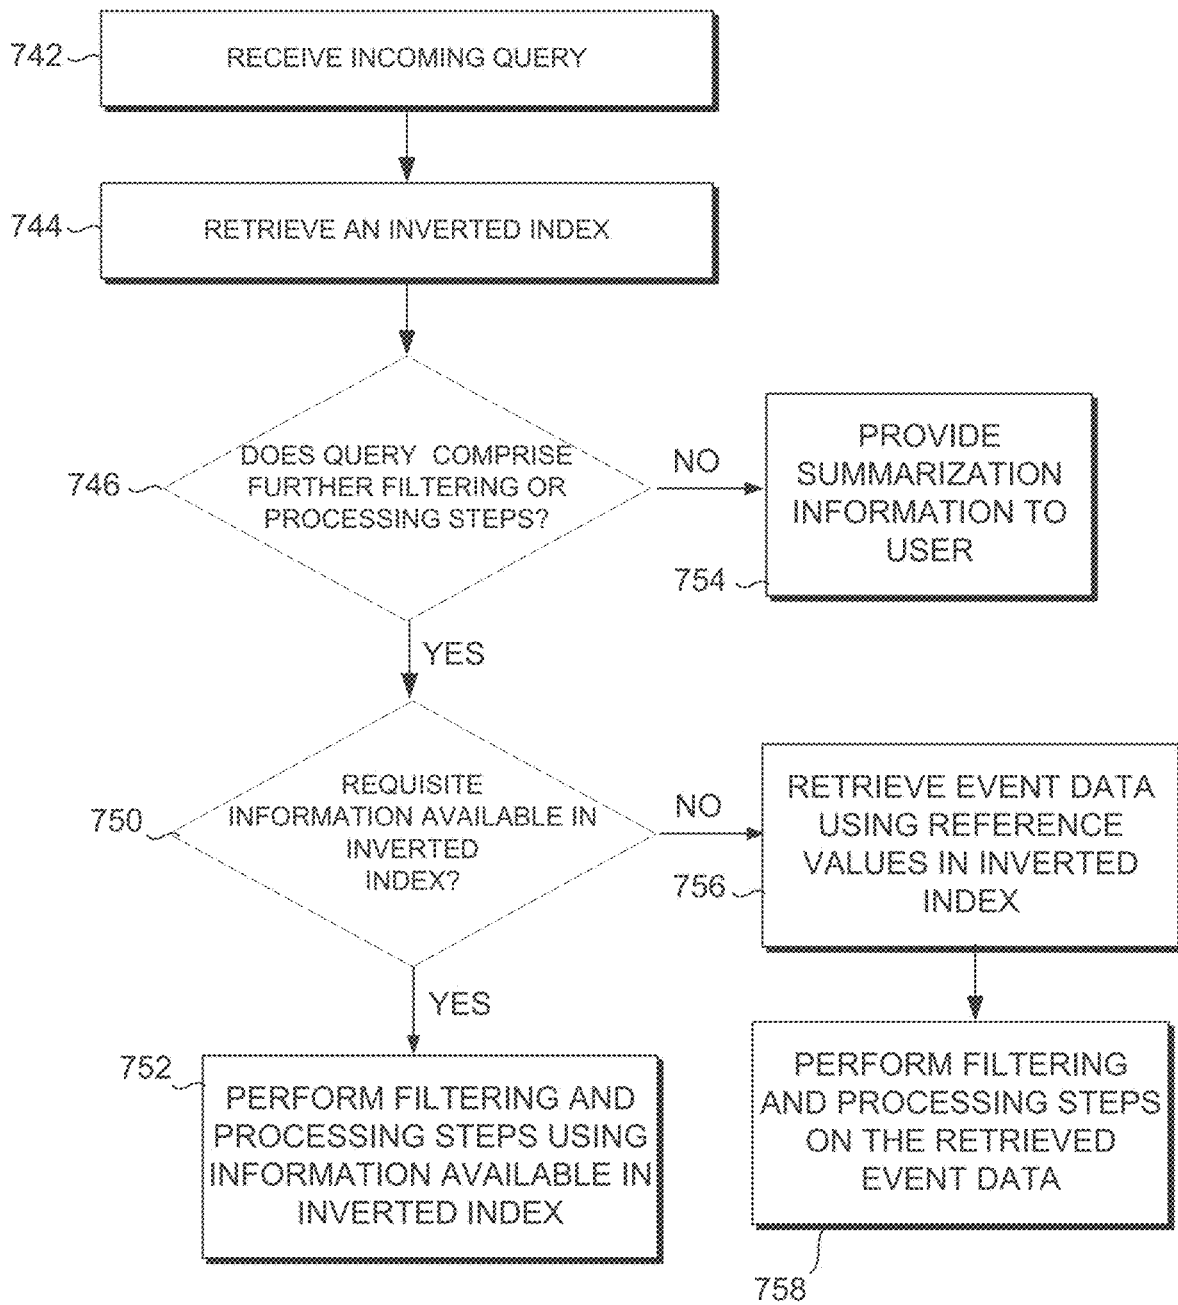 742
RECEIVE INCOMING QUERY
744
RETRIEVE AN INVERTED INDEX
746
DOES QUERY COMPRISE
FURTHER FILTERING OR
PROCESSING STEPS?
NO
PROVIDE
SUMMARIZATION
INFORMATION TO
USER
754
YES
750
REQUISITE
INFORMATION AVAILABLE IN
INVERTED
INDEX?
NO
RETRIEVE EVENT DATA
USING REFERENCE
VALUES IN INVERTED
INDEX
756
YES
752
PERFORM FILTERING AND
PROCESSING STEPS USING
INFORMATION AVAILABLE IN
INVERTED INDEX
PERFORM FILTERING
AND PROCESSING STEPS
ON THE RETRIEVED
EVENT DATA
758